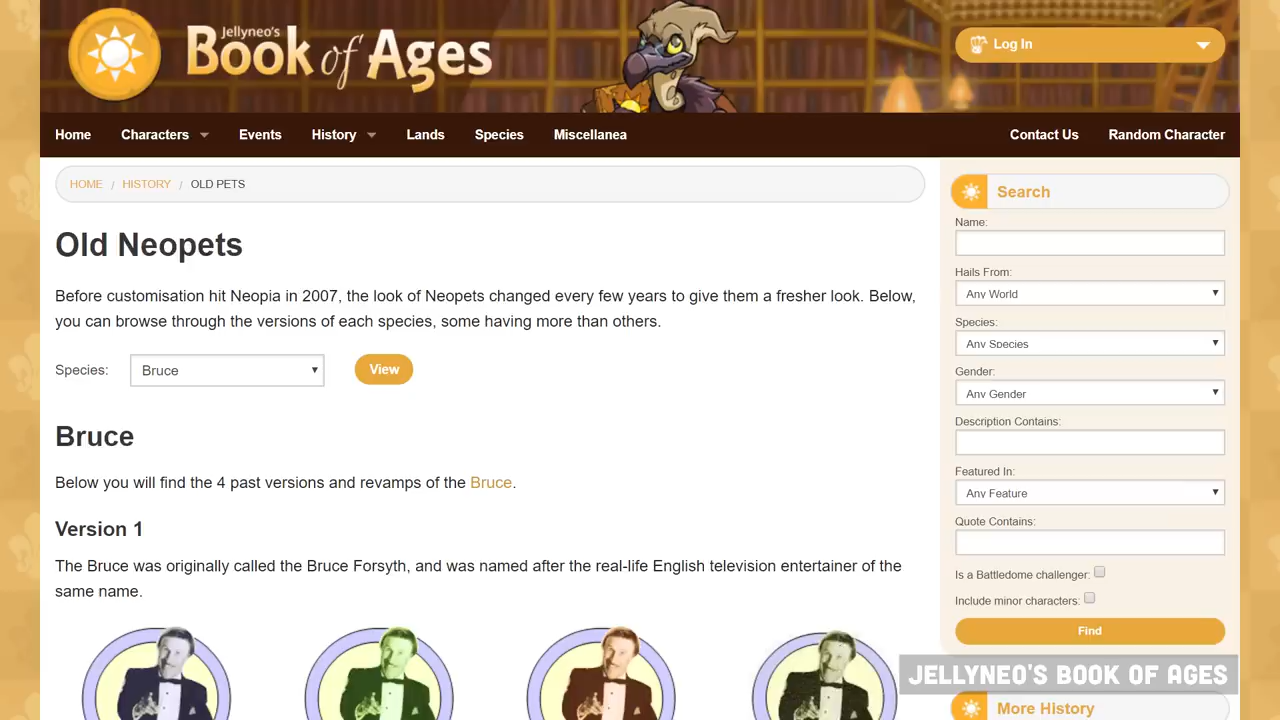 Jellyneo's
Book of Ages
Log In
Home
Characters
Events
History
Lands
Species
Miscellanea
Contact Us
Random Character
HOME / HISTORY / OLD PETS
Old Neopets
Before customisation hit Neopia in 2007, the look of Neopets changed every few years to give them a fresher look. Below,
you can browse through the versions of each species, some having more than others.
Species:
Bruce
View
Bruce
Below you will find the 4 past versions and revamps of the Bruce.
Version 1
The Bruce was originally called the Bruce Forsyth, and was named after the real-life English television entertainer of the
same name.
Search
Name:
Hails From:
Any World
Species:
Any Species
Gender:
Any Gender
Description Contains:
Featured In:
Any Feature
Quote Contains:
Is a Battledome challenger:
Include minor characters:
Find
JELLYNEO'S BOOK OF AGES
More History